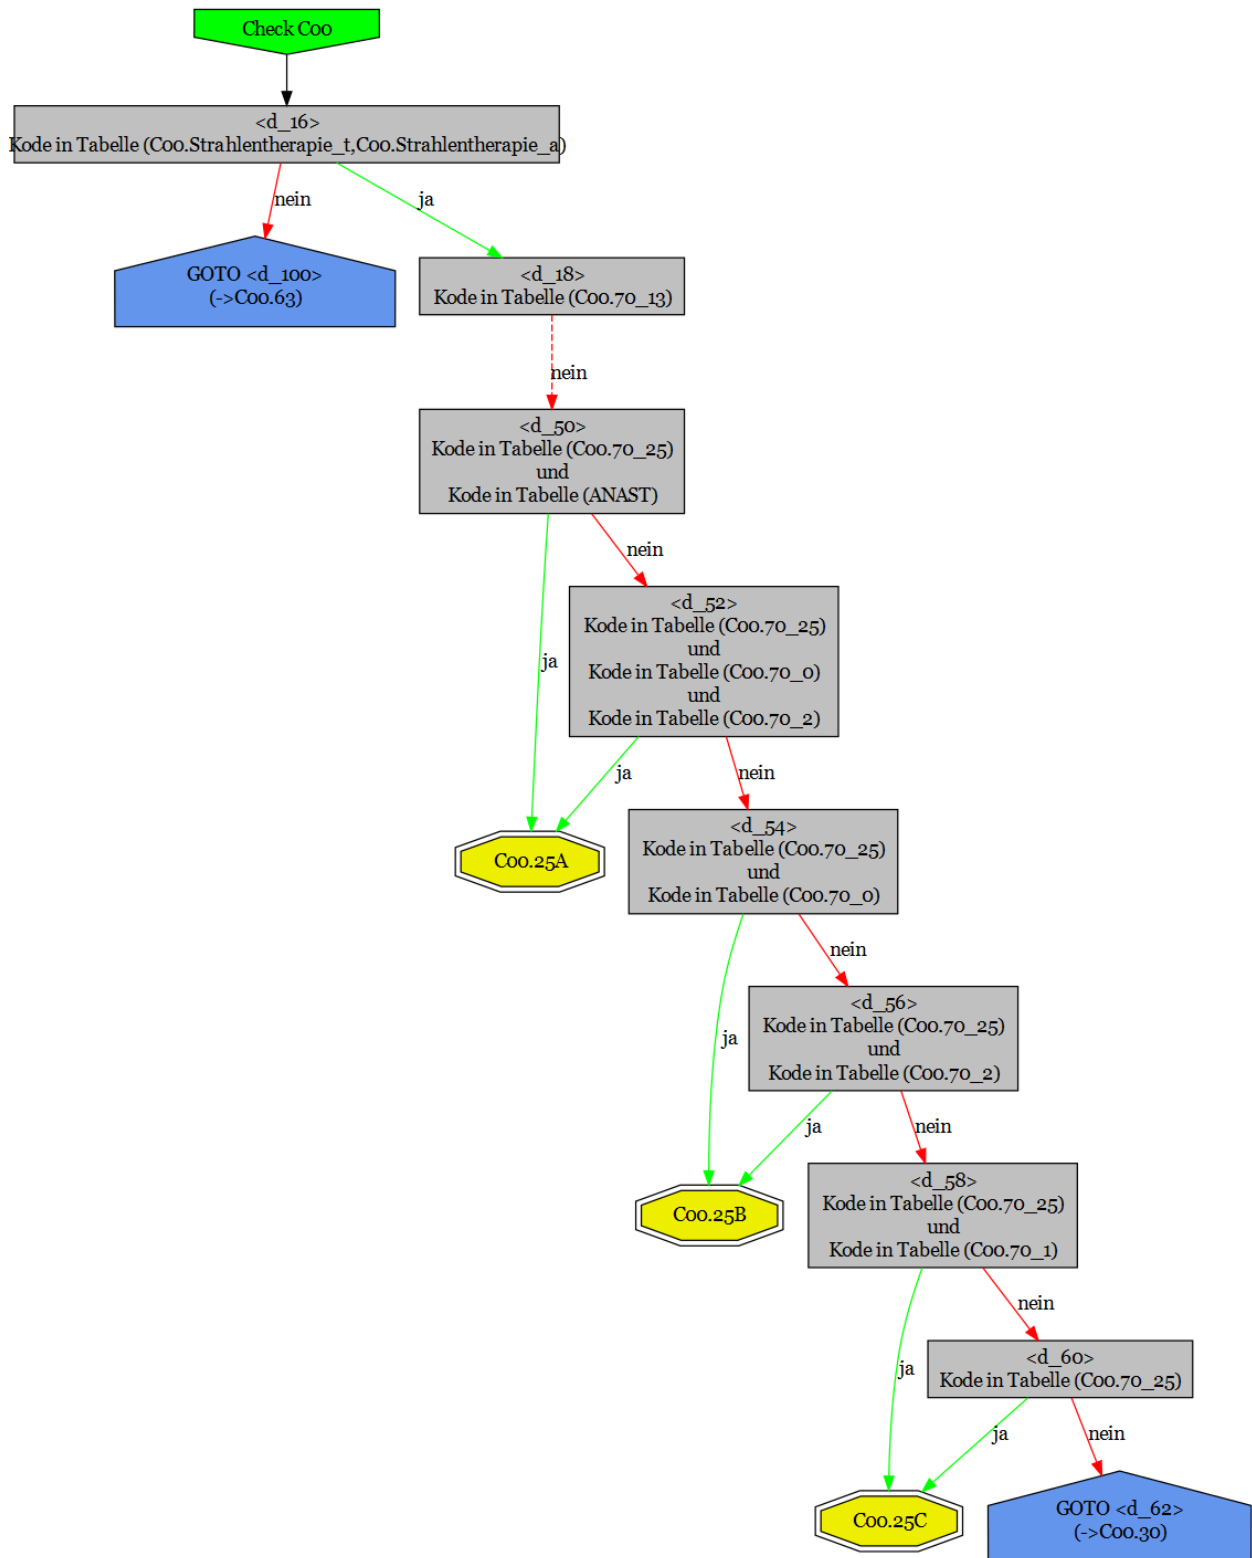 Check C00
<d_16>
Kode in Tabelle (C00.Strahlentherapie_t,C00.Strahlentherapie_a)
nein
ja
GOTO <d_100>
(->C00.63)
<d_18>
Kode in Tabelle (C00.70_13)
nein
<d_50>
Kode in Tabelle (C00.70_25)
und
Kode in Tabelle (ANAST)
nein
ja
<d_52>
Kode in Tabelle (C00.70_25)
und
Kode in Tabelle (C00.70_0)
und
Kode in Tabelle (C00.70_2)
ja
nein
C00.25A
<d_54>
Kode in Tabelle (C00.70_25)
und
Kode in Tabelle (C00.70_0)
nein
ja
<d_56>
Kode in Tabelle (C00.70_25)
und
Kode in Tabelle (C00.70_2)
ja
nein
C00.25B
<d_58>
Kode in Tabelle (C00.70_25)
und
Kode in Tabelle (C00.70_1)
nein
ja
<d_60>
Kode in Tabelle (C00.70_25)
ja
nein
C00.25C
GOTO <d_62>
(->C00.30)